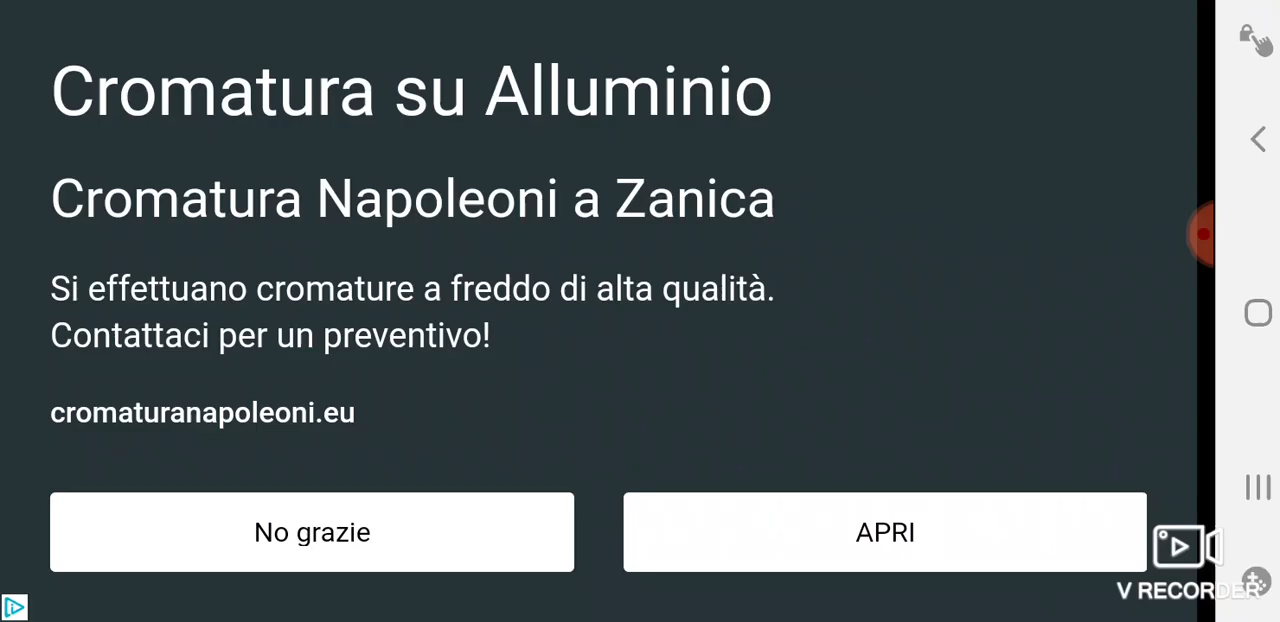 Cromatura su Alluminio
Cromatura Napoleoni a Zanica
Si effettuano cromature a freddo di alta qualità.
Contattaci per un preventivo!
cromaturanapoleoni.eu
No grazie
APRI
V RECORDER